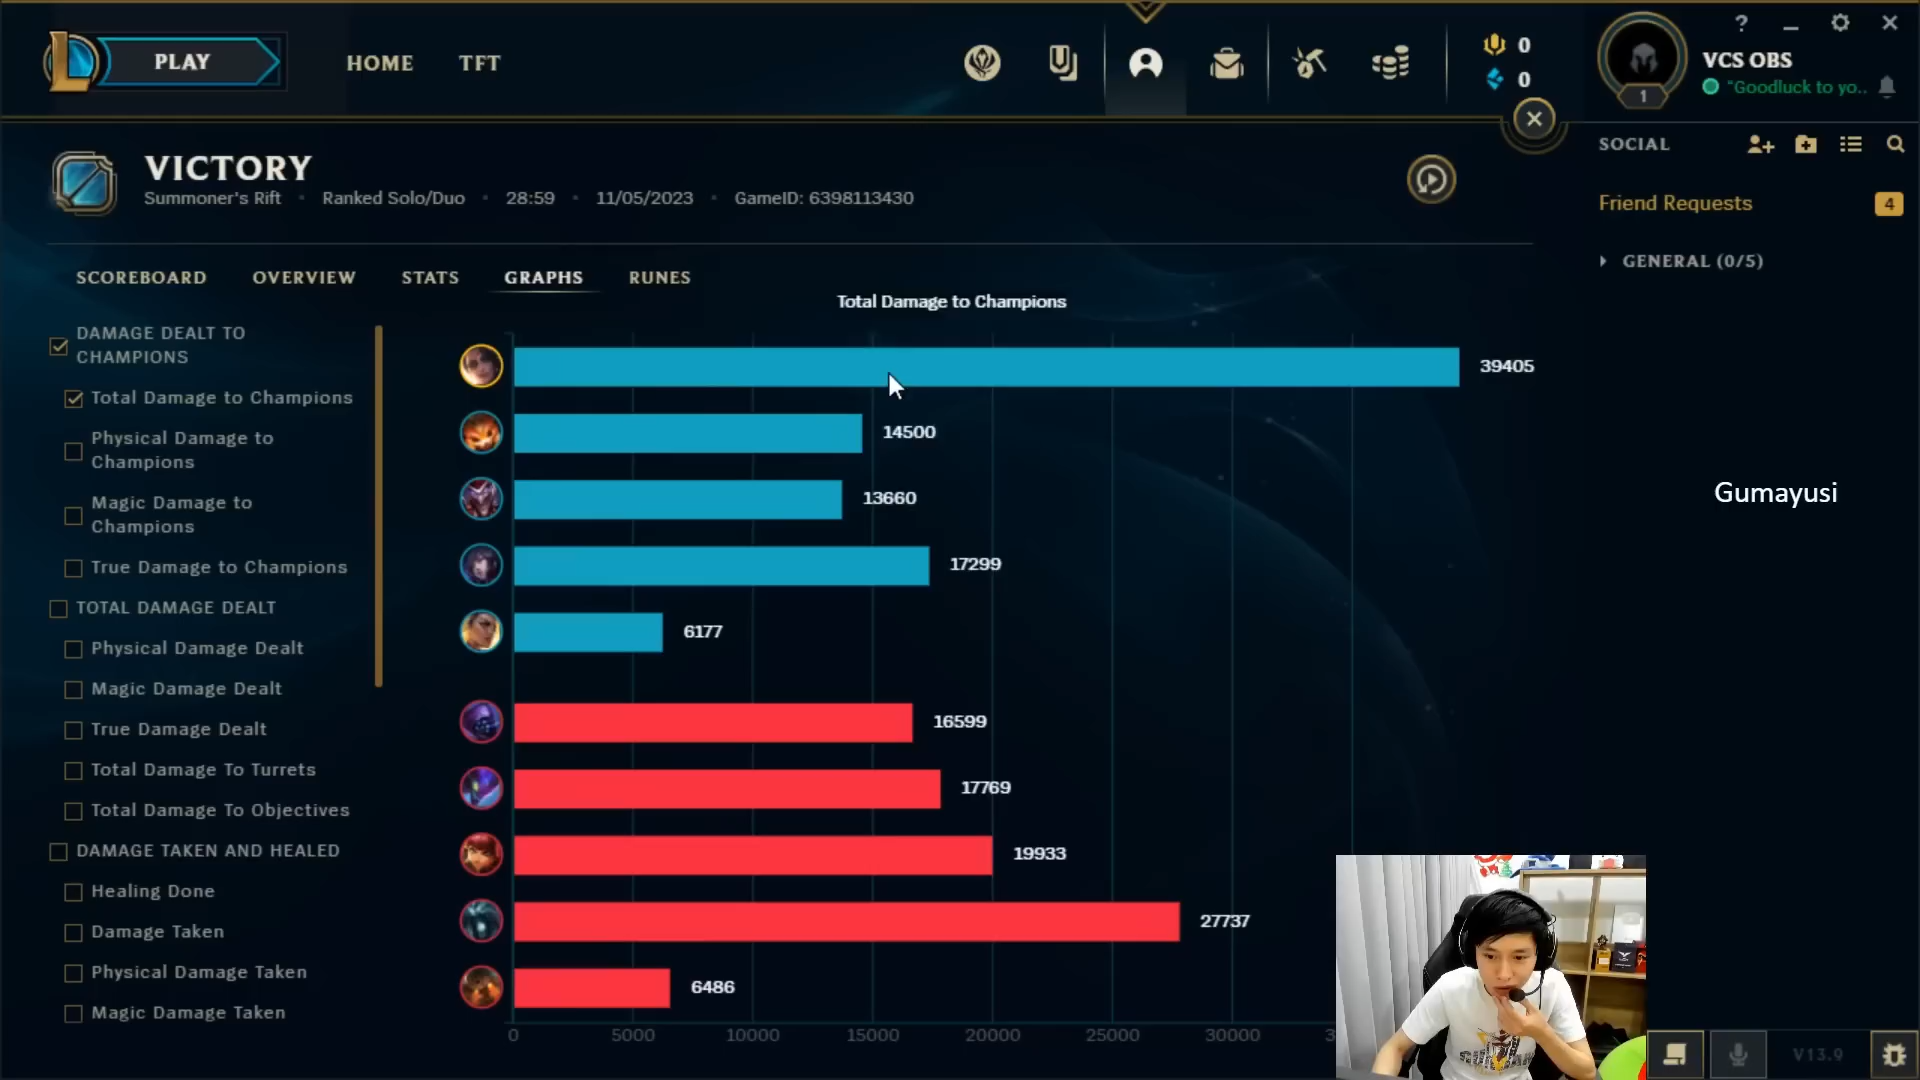 PLAY
HOME
TFT
0
0
?
VCS OBS
1
"Goodluck to yo..
VICTORY
Summoner's Rift • Ranked Solo/Duo • 28:59 • 11/05/2023 • GameID: 6398113430
SOCIAL
Friend Requests
4
GENERAL (0/5)
SCOREBOARD
OVERVIEW
STATS
GRAPHS
RUNES
Total Damage to Champions
DAMAGE DEALT TO
CHAMPIONS
Total Damage to Champions
Physical Damage to
Champions
Magic Damage to
Champions
True Damage to Champions
TOTAL DAMAGE DEALT
Physical Damage Dealt
Magic Damage Dealt
True Damage Dealt
Total Damage To Turrets
Total Damage To Objectives
DAMAGE TAKEN AND HEALED
Healing Done
Damage Taken
Physical Damage Taken
Magic Damage Taken
39405
14500
13660
17299
6177
16599
17769
19933
27737
6486
0
5000
10000
15000
20000
25000
30000
Gumayusi
V13.9